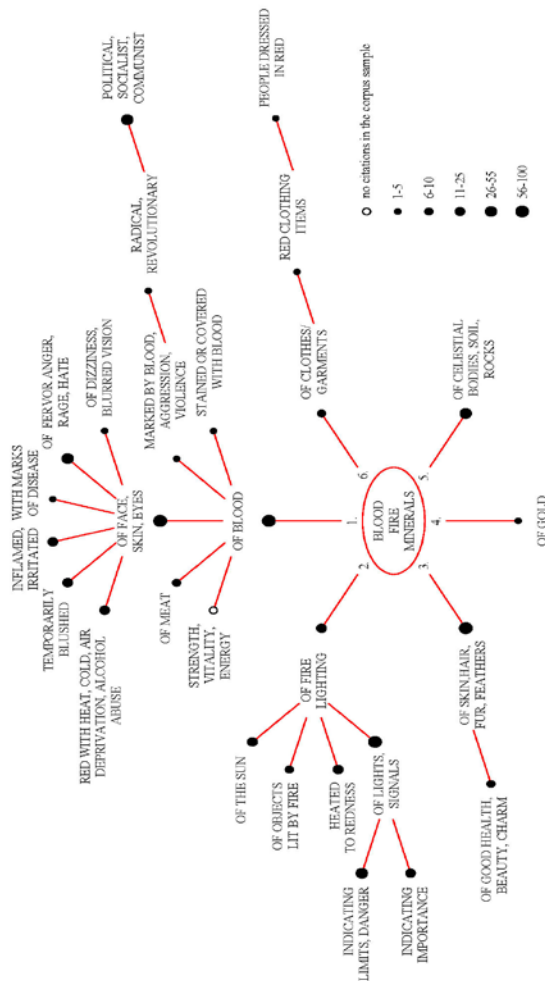 POLITICAL,
SOCIALIST,
COMMUNIST
RADICAL,
REVOLUTIONARY
PEOPLE DRESSED
IN RED
RED CLOTHING
ITEMS
OF CLOTHES/
GARMENTS
OF DIZZINESS,
BLURRED VISION
OF FERVOR ANGER,
RAGE, HATE
WITH MARKS
OF DISEASE
INFLAMED,
IRRITATED
TEMPORARILY
BLUSHED
RED WITH HEAT, COLD, AIR
DEPRIVATION, ALCOHOL
ABUSE
OF FACE,
SKIN, EYES
MARKED BY BLOOD,
AGGRESSION,
VIOLENCE
STAINED OR COVERED
WITH BLOOD
OF BLOOD
OF MEAT
STRENGTH,
VITALITY,
ENERGY
BLOOD
FIRE
MINERALS
1.
2.
3.
4.
5.
6.
OF FIRE
LIGHTING
OF THE SUN
OF OBJECTS
LIT BY FIRE
HEATED
TO REDNESS
OF LIGHTS,
SIGNALS
INDICATING
LIMITS, DANGER
INDICATING
IMPORTANCE
OF SKIN,HAIR,
FUR, FEATHERS
OF GOOD HEALTH,
BEAUTY, CHARM
OF GOLD
OF CELESTIAL
BODIES, SOIL,
ROCKS
no citations in the corpus sample
1-5
6-10
11-25
26-55
56-100